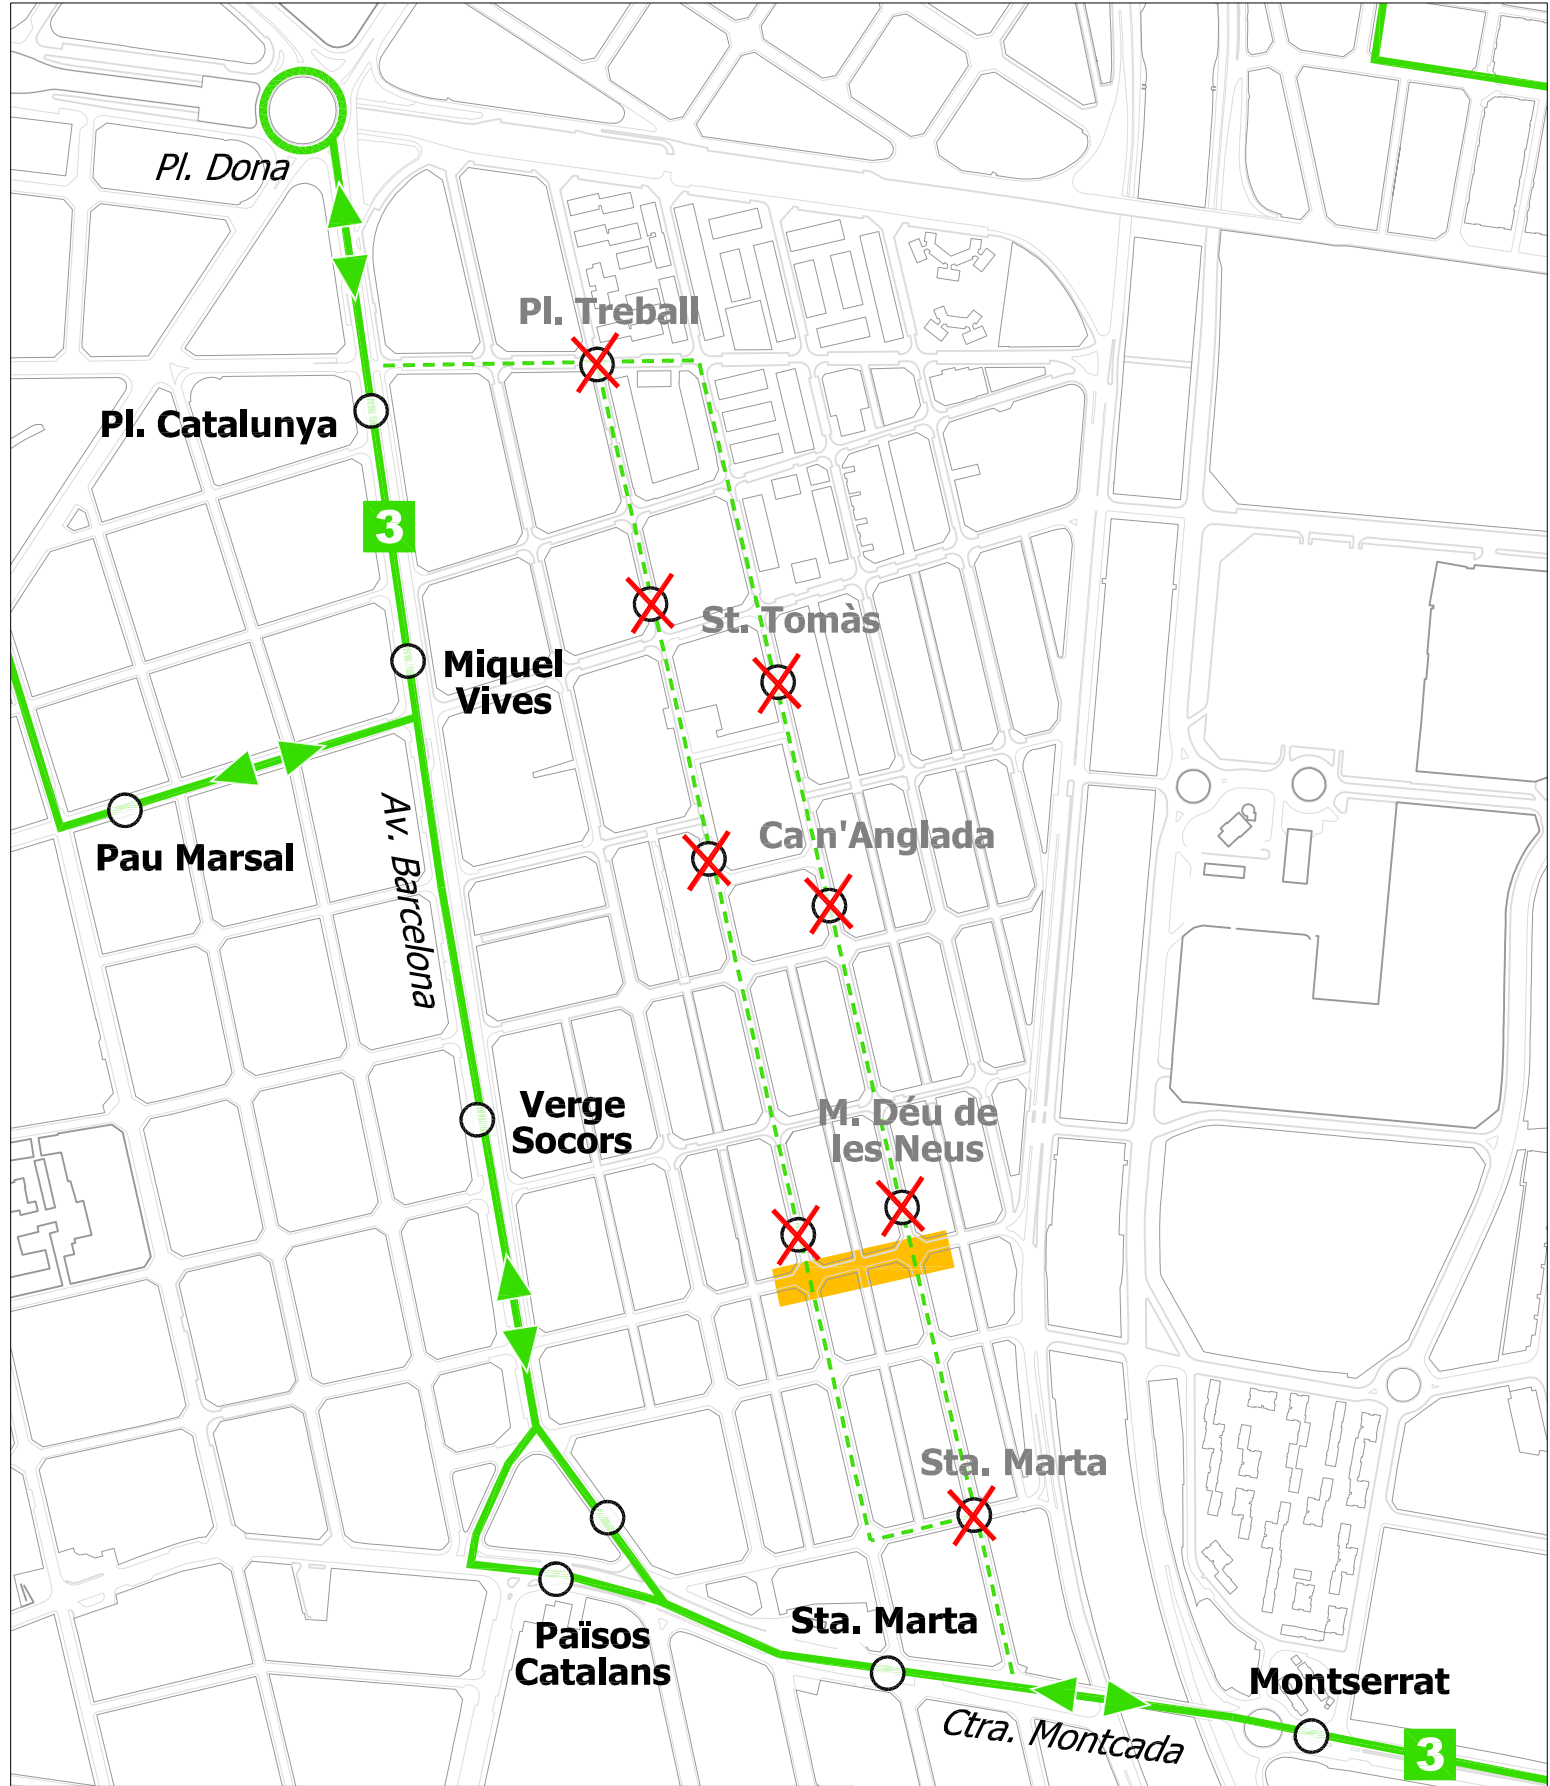 Pl. Dona
Pl. Treball
Pl. Catalunya
3
St. Tomàs
Miquel
Vives
Av. Barcelona
Ca n'Anglada
Pau Marsal
Verge
Socors
M. Déu de
les Neus
Sta. Marta
Sta. Marta
Països
Catalans
Montserrat
Ctra. Montcada
3